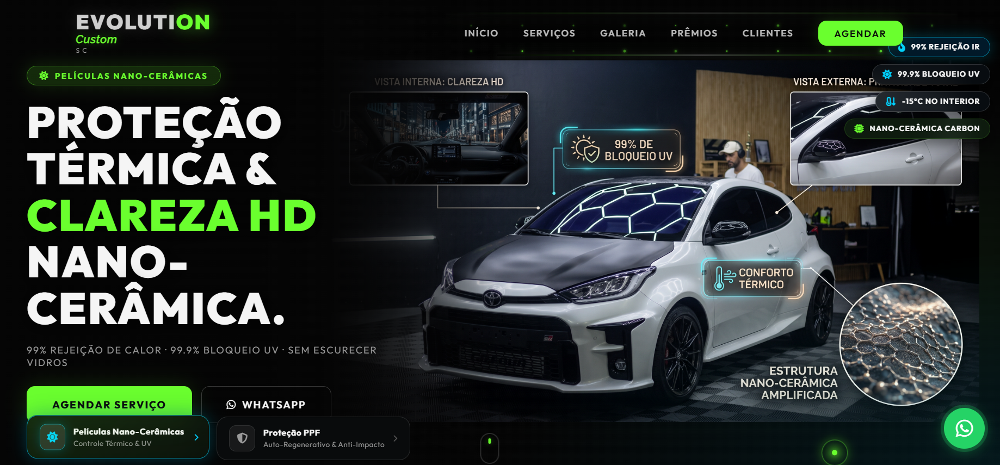 EVOLUTION
Custom
SC
INÍCIO
SERVIÇOS
GALERIA
PRÊMIOS
CLIENTES
AGENDAR
99% REJEIÇÃO IR
99.9% BLOQUEIO UV
-15°C NO INTERIOR
NANO-CERÂMICA CARBON
PELÍCULAS NANO-CERÂMICAS
PROTEÇÃO
TÉRMICA &
CLAREZA HD
NANO-
CERÂMICA.
99% REJEIÇÃO DE CALOR · 99.9% BLOQUEIO UV · SEM ESCURECER
VIDROS
AGENDAR SERVIÇO
WHATSAPP
Películas Nano-Cerâmicas
Controle Térmico & UV
Proteção PPF
Auto-Regenerativo & Anti-Impacto
VISTA INTERNA: CLAREZA HD
VISTA EXTERNA:
99% DE
BLOQUEIO UV
CONFORTO
TÉRMICO
GR
ESTRUTURA
NANO-CERÂMICA
AMPLIFICADA